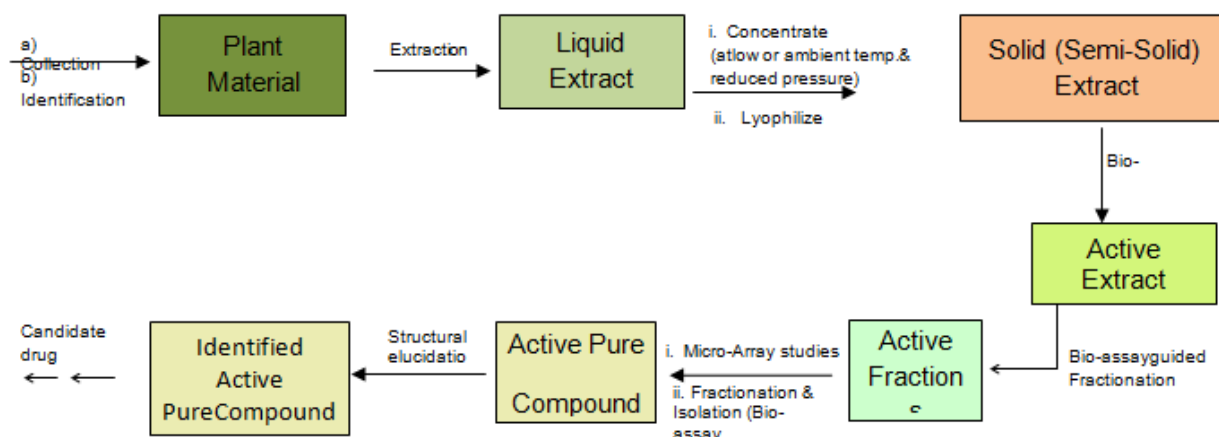 a)
Collection
b)
Identification
Plant
Material
Extraction
Liquid
Extract
i. Concentrate
(atlow or ambient temp.&
reduced pressure)
ii. Lyophilize
Solid (Semi-Solid)
Extract
Bio-
Active
Extract
Bio-assayguided
Fractionation
Active
Fraction
s
i. Micro-Array studies
ii. Fractionation &
Isolation (Bio-
assay
Active Pure
Compound
Structural
elucidatio
Identified
Active
PureCompound
Candidate
drug